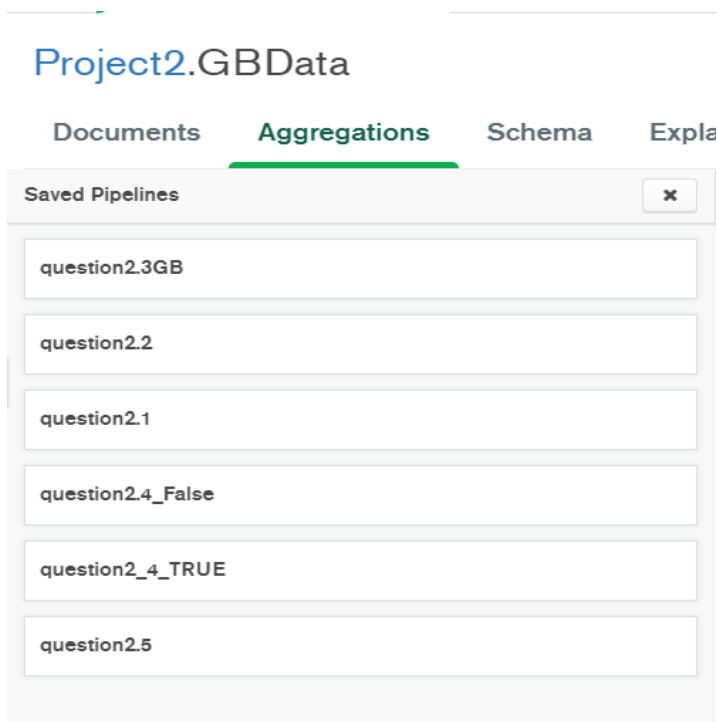 Project2.GBData
Documents Aggregations Schema Expla
Saved Pipelines
question2.3GB
question2.2
question2.1
question2.4_False
question2_4_TRUE
question2.5